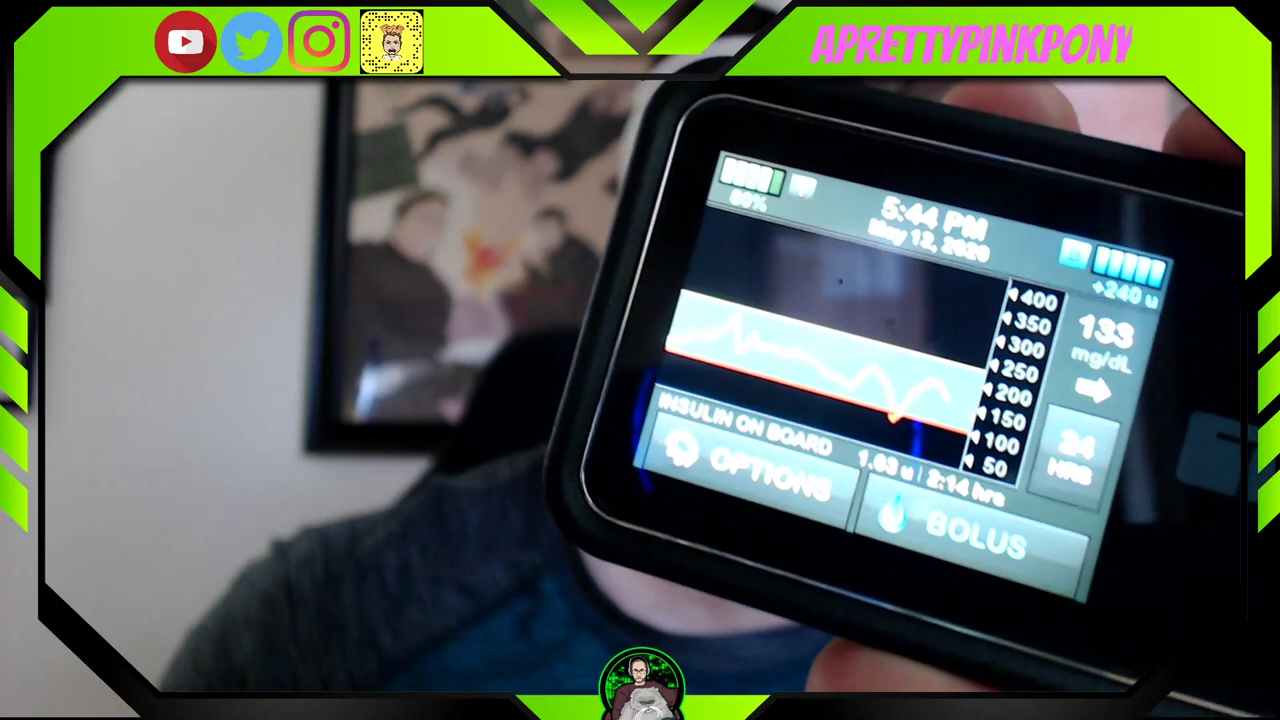 APRETTYPINKPONY
5:44 PM
May 12, 2020
+240 u
400
350
300
250
200
150
100
50
133
mg/dL
24
HRS
INSULIN ON BOARD
1.63 u | 2:14 hrs
OPTIONS
BOLUS